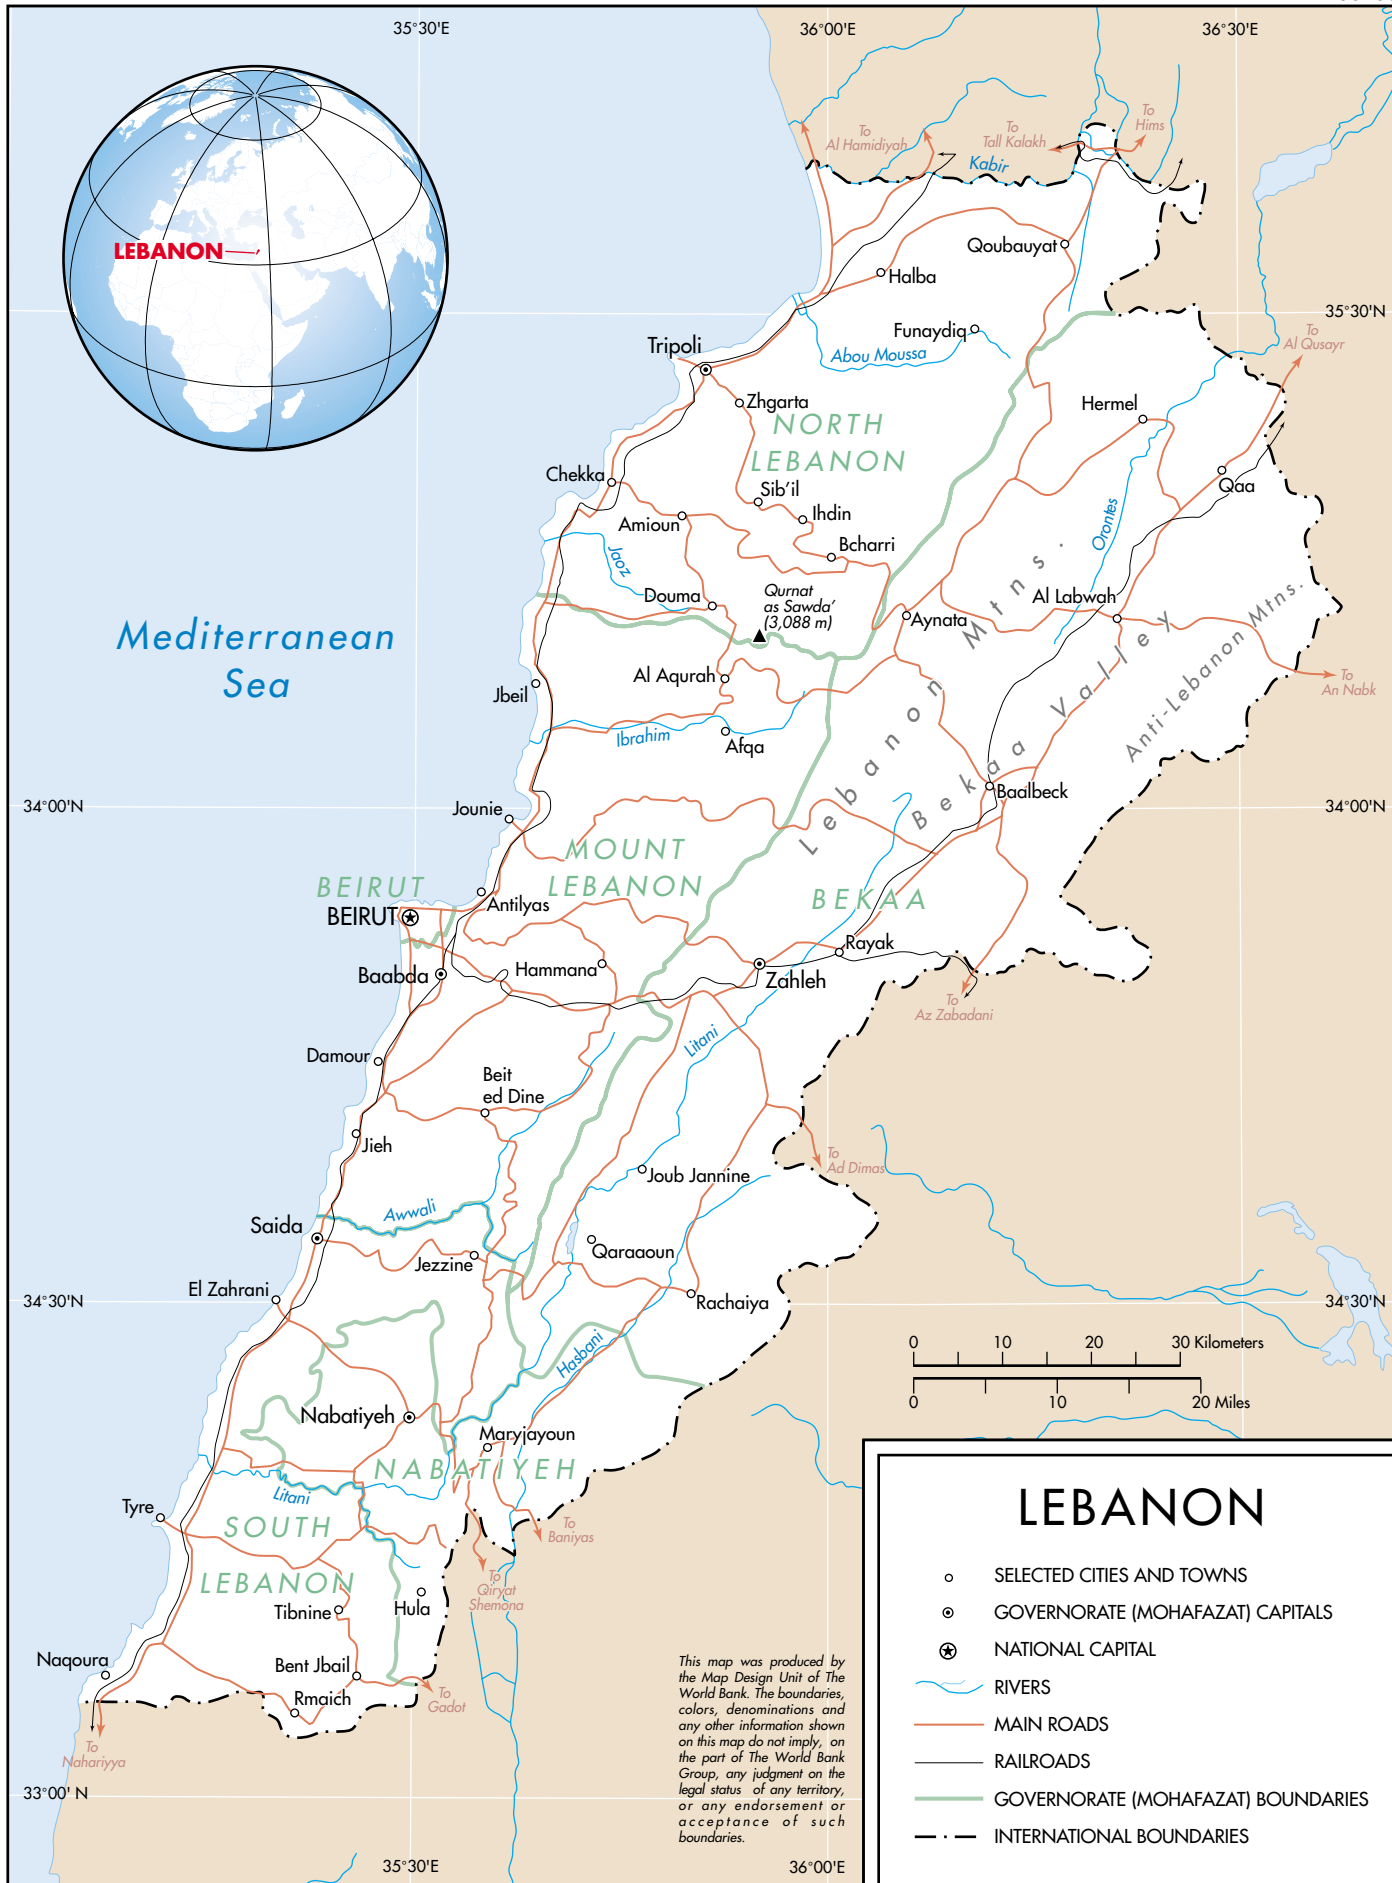 35°30'E
36°00'E
36°30'E
To
Al Hamidiyah
To
Tall Kalakh
To
Hims
Kabir
LEBANON
Qoubauyat
Halba
35°30'N
Funaydiq
To
Al Qusayr
Tripoli
Abou Moussa
Zhgarta
Hermel
NORTH
LEBANON
Chekka
Sib'il
Qaa
Amioun
Ihdin
Orontes
Jaoz
Bcharri
Douma
Qurnat
as Sawda'
(3,088 m)
Al Labwah
Aynata
Mediterranean
Sea
Lebanon Mtns.
Bekaa Valley
Anti-Lebanon Mtns.
To
An Nabk
Al Aqurah
Jbeil
Ibrahim
Afqa
34°00'N
Jounie
Baalbeck
34°00'N
MOUNT
LEBANON
BEIRUT
BEIRUT
Antilyas
BEKAA
Rayak
Baabda
Hammana
Zahleh
To
Az Zabadani
Litani
Damour
Beit
ed Dine
Jieh
To
Ad Dimas
Joub Jannine
Awwali
Saida
Qaraaoun
Jezzine
El Zahrani
Rachaiya
34°30'N
34°30'N
Hasbani
0 10 20 30 Kilometers
0 10 20 Miles
Nabatiyeh
Maryjayoun
NABATIYEH
Litani
Tyre
SOUTH
LEBANON
To
Baniyas
To
Qiryat
Shemona
Tibnine
Hula
Naqoura
Bent Jbail
Rmaich
To
Gadot
To
Nahariyya
33°00' N
35°30'E
36°00'E
This map was produced by
the Map Design Unit of The
World Bank. The boundaries,
colors, denominations and
any other information shown
on this map do not imply, on
the part of The World Bank
Group, any judgment on the
legal status of any territory,
or any endorsement or
acceptance of such
boundaries.
LEBANON
SELECTED CITIES AND TOWNS
GOVERNORATE (MOHAFAZAT) CAPITALS
NATIONAL CAPITAL
RIVERS
MAIN ROADS
RAILROADS
GOVERNORATE (MOHAFAZAT) BOUNDARIES
INTERNATIONAL BOUNDARIES